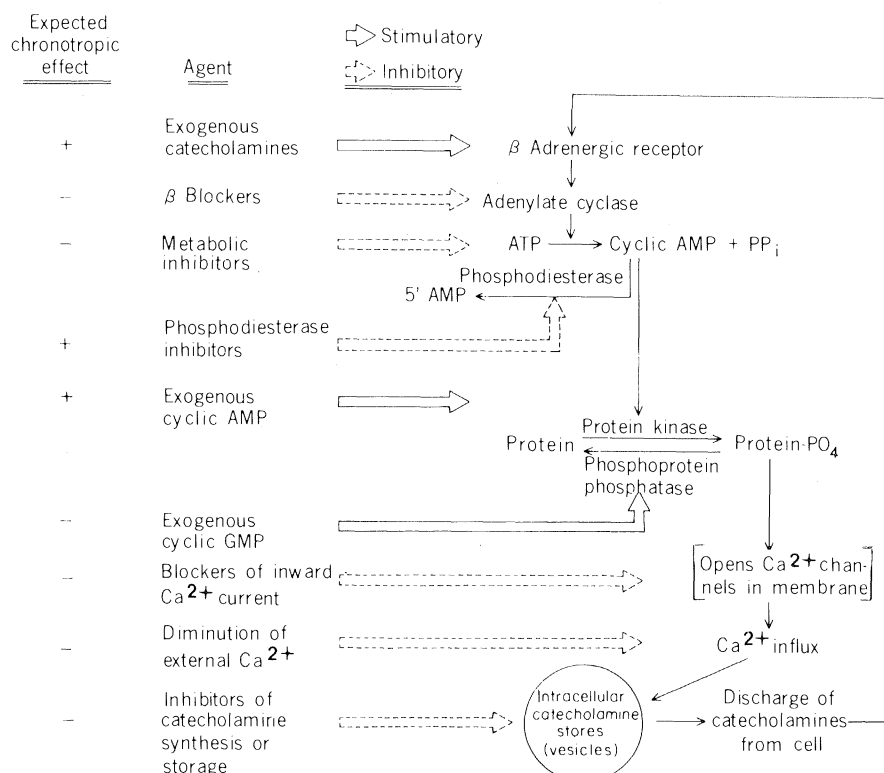 Expected
chronotropic
effect
Agent
Stimulatory
Inhibitory
+
Exogenous
catecholamines
β Adrenergic receptor
–
β Blockers
Adenylate cyclase
–
Metabolic
inhibitors
ATP
Cyclic AMP + PPi
Phosphodiesterase
5' AMP
+
Phosphodiesterase
inhibitors
+
Exogenous
cyclic AMP
Protein kinase
Protein
Protein-PO4
Phosphoprotein
phosphatase
–
Exogenous
cyclic GMP
–
Blockers of inward
Ca2+ current
[Opens Ca2+ chan-
nels in membrane]
–
Diminution of
external Ca2+
Ca2+ influx
–
Inhibitors of
catecholamine
synthesis or
storage
Intracellular
catecholamine
stores
(vesicles)
Discharge of
catecholamines
from cell